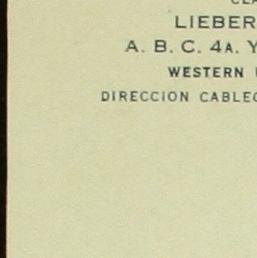 LIEBER
A. B. C. 4A. Y
WESTERN
DIRECCION CABLEG